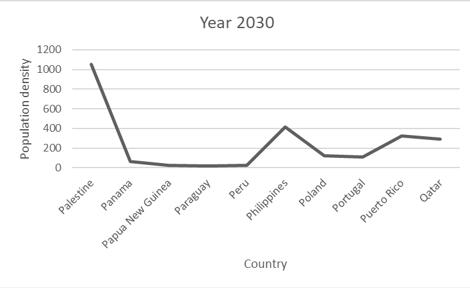 Year 2030
Population density
1200
1000
800
600
400
200
0
Palestine
Panama
Papua New Guinea
Paraguay
Peru
Philippines
Poland
Portugal
Puerto Rico
Qatar
Country